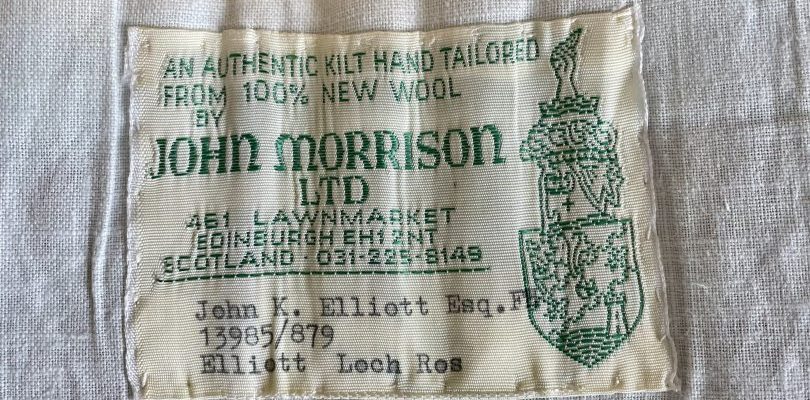 AN AUTHENTIC KILT HAND TAILORED
FROM 100% NEW WOOL
BY
JOHN MORRISON
LTD
461 LAWNMARKET
EDINBURGH EH1 2NT
SCOTLAND · 031-225-8149
John K. Elliott Esq.
13985/879
Elliott Loch Ros